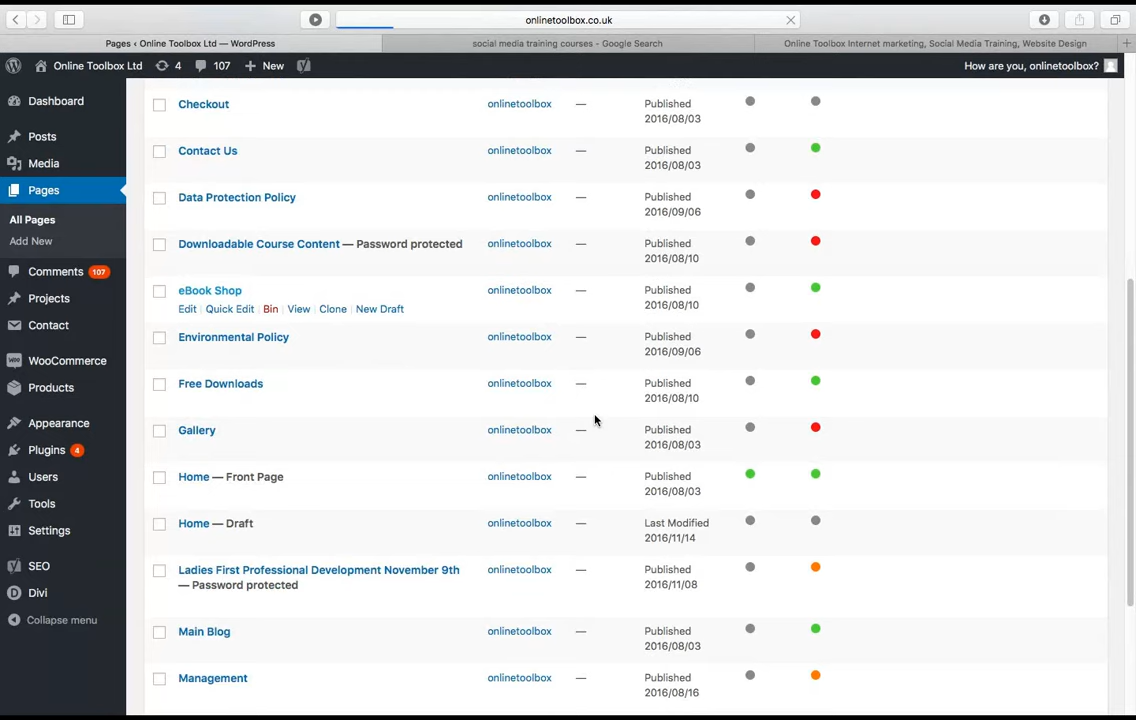 onlinetoolbox.co.uk
Pages ‹ Online Toolbox Ltd — WordPress
social media training courses - Google Search
Online Toolbox Internet marketing, Social Media Training, Website Design
Online Toolbox Ltd 4 107 New
How are you, onlinetoolbox?
Dashboard
Posts
Media
Pages
All Pages
Add New
Comments 107
Projects
Contact
WooCommerce
Products
Appearance
Plugins 4
Users
Tools
Settings
SEO
Divi
Collapse menu
Checkout onlinetoolbox — Published
2016/08/03
Contact Us onlinetoolbox — Published
2016/08/03
Data Protection Policy onlinetoolbox — Published
2016/09/06
Downloadable Course Content — Password protected onlinetoolbox — Published
2016/08/10
eBook Shop onlinetoolbox — Published
Edit | Quick Edit | Bin | View | Clone | New Draft 2016/08/10
Environmental Policy onlinetoolbox — Published
2016/09/06
Free Downloads onlinetoolbox — Published
2016/08/10
Gallery onlinetoolbox — Published
2016/08/03
Home — Front Page onlinetoolbox — Published
2016/08/03
Home — Draft onlinetoolbox — Last Modified
2016/11/14
Ladies First Professional Development November 9th onlinetoolbox — Published
— Password protected 2016/11/08
Main Blog onlinetoolbox — Published
2016/08/03
Management onlinetoolbox — Published
2016/08/16